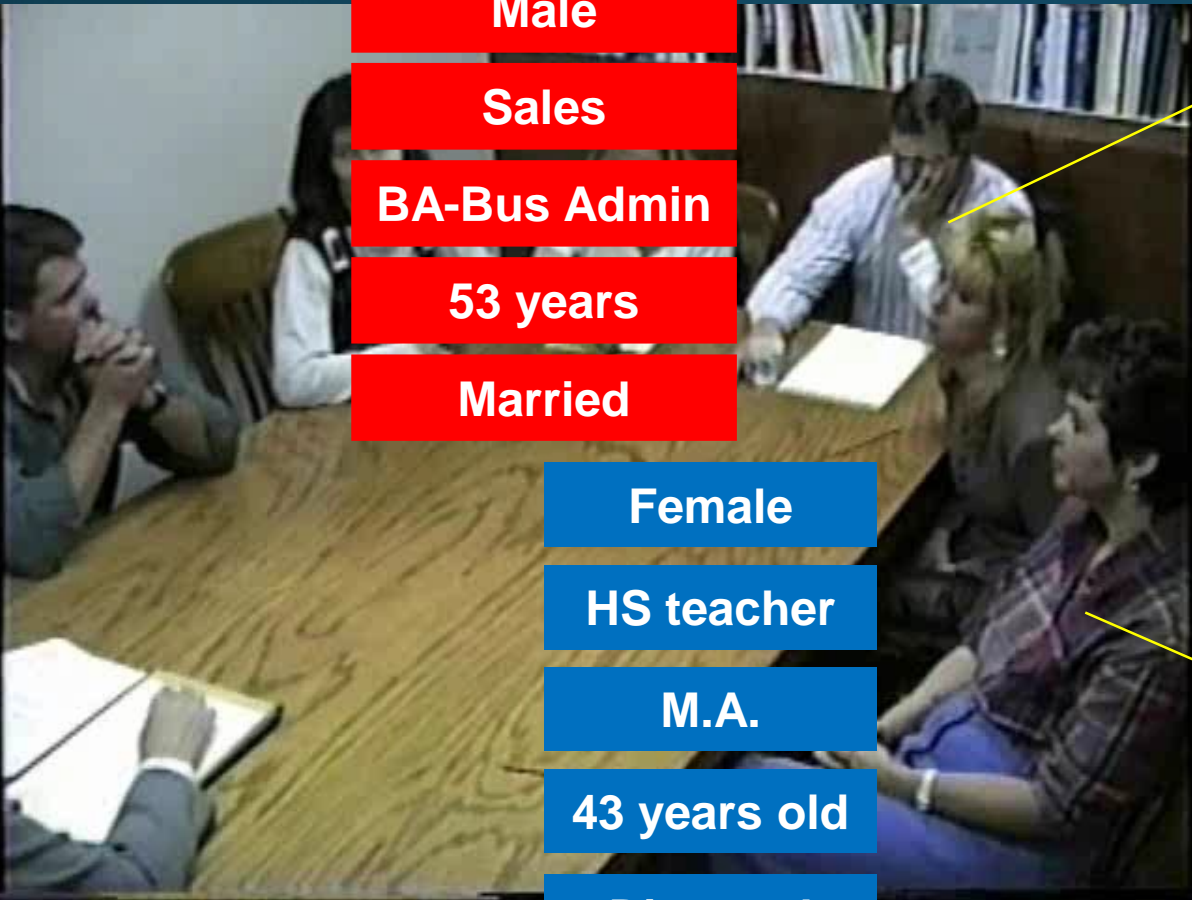 Male
Sales
BA-Bus Admin
53 years
Married
Female
HS teacher
M.A.
43 years old